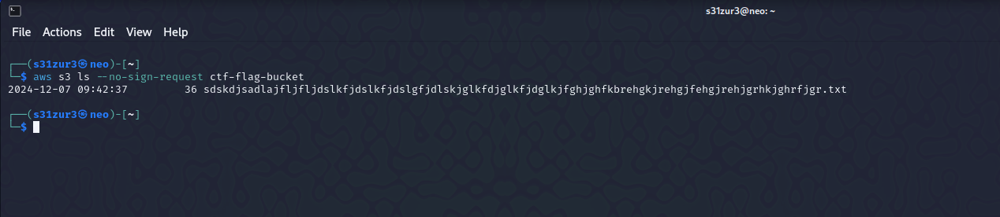 s31zur3@neo: ~
File Actions Edit View Help
┌──(s31zur3㉿neo)-[~]
└─$ aws s3 ls --no-sign-request ctf-flag-bucket
2024-12-07 09:42:37         36 sdskdjsadlajfljfljdslkfjdslkfjdslgfjdlskjglkfdjglkfjdglkjfghjghfkbrehgkjrehgjfehgjrehjgrhkjghrfjgr.txt
┌──(s31zur3㉿neo)-[~]
└─$